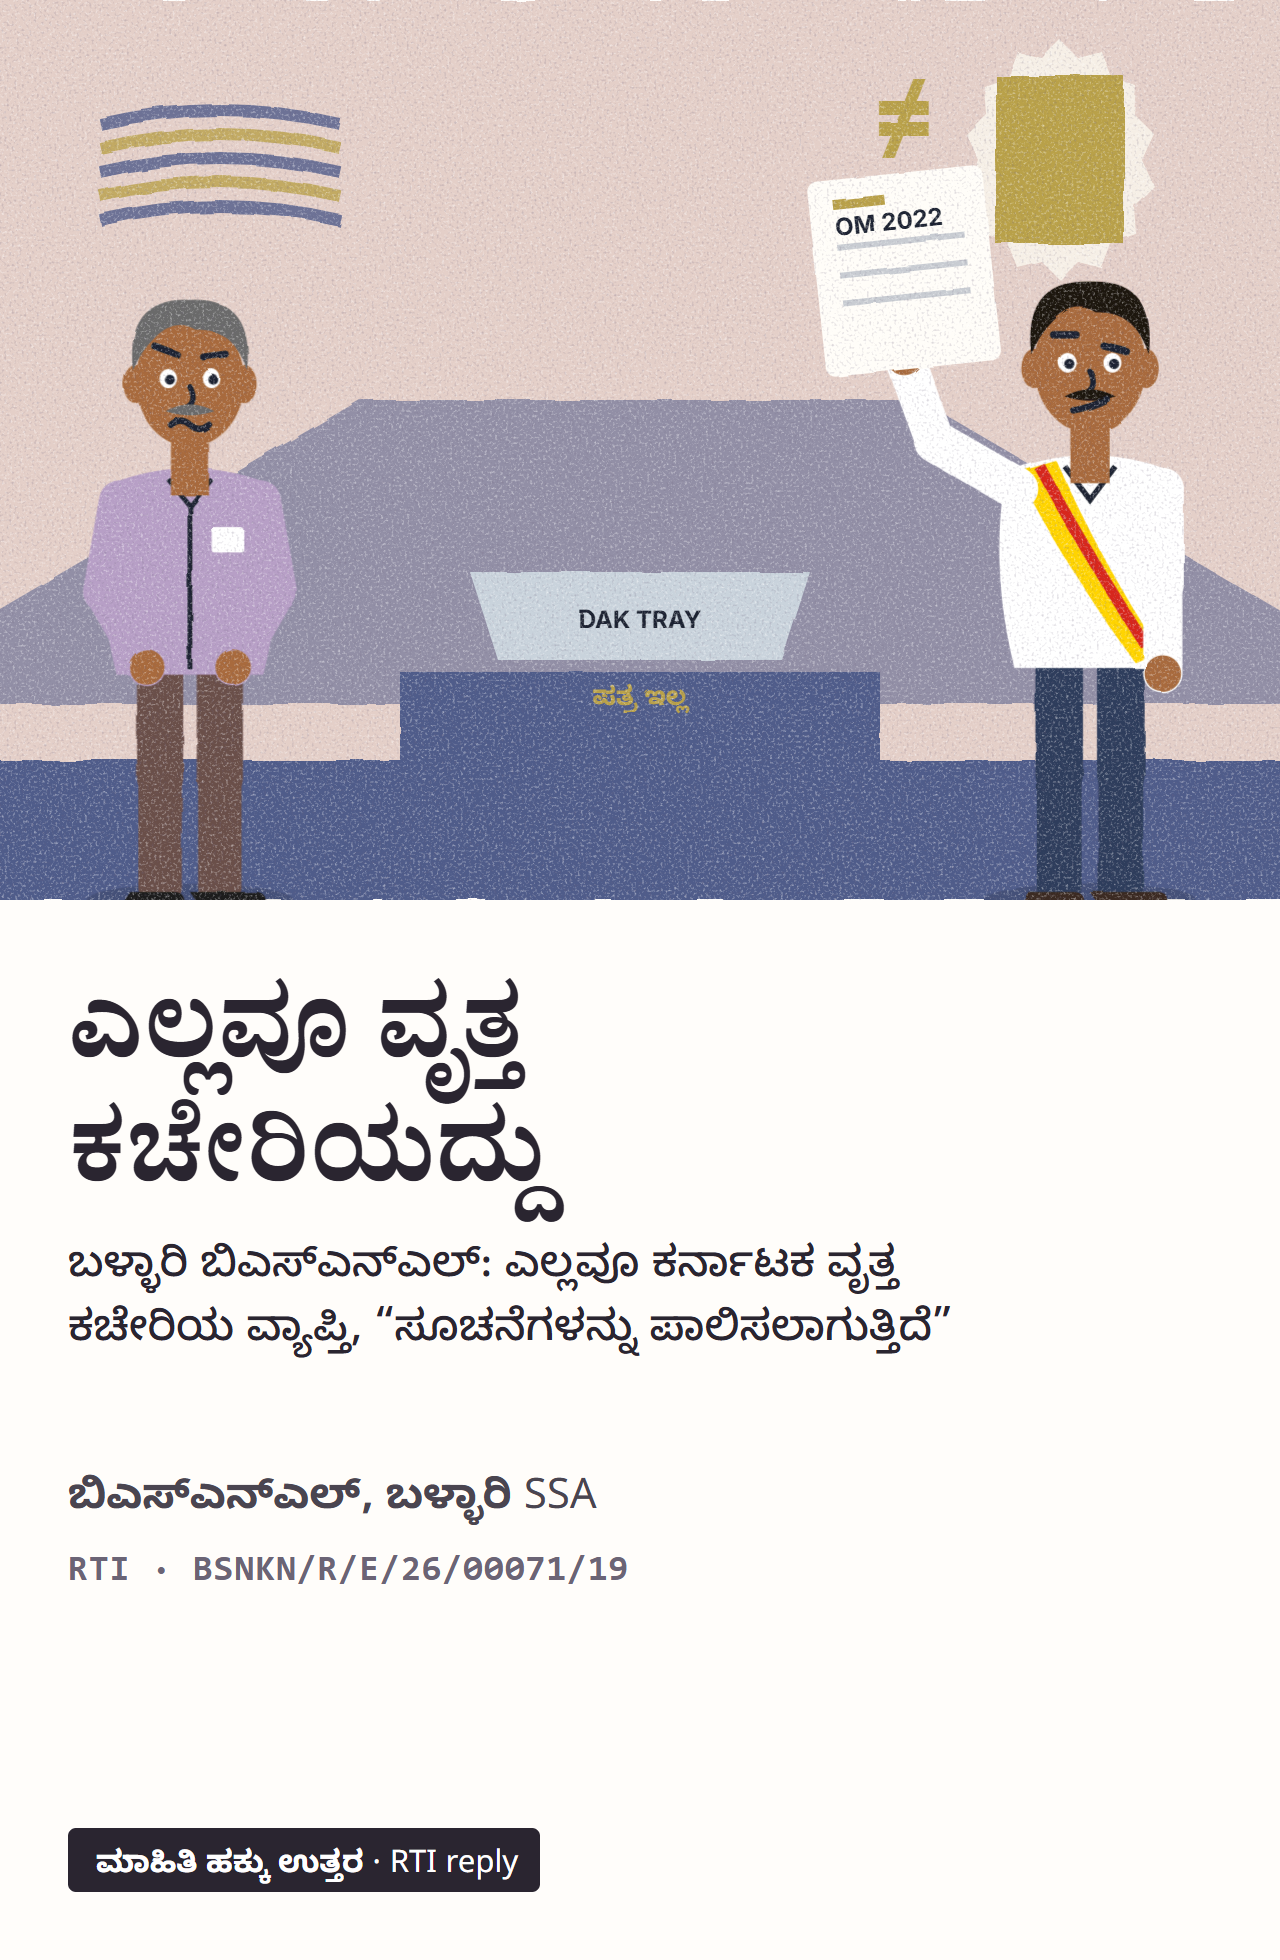 ≠
OM 2022
DAK TRAY
ಪತ್ರ ಇಲ್ಲ
ಎಲ್ಲವೂ ವೃತ್ತ
ಕಚೇರಿಯದ್ದು
ಬಳ್ಳಾರಿ ಬಿಎಸ್‌ಎನ್‌ಎಲ್: ಎಲ್ಲವೂ ಕರ್ನಾಟಕ ವೃತ್ತ
ಕಚೇರಿಯ ವ್ಯಾಪ್ತಿ, “ಸೂಚನೆಗಳನ್ನು ಪಾಲಿಸಲಾಗುತ್ತಿದೆ”
ಬಿಎಸ್‌ಎನ್‌ಎಲ್, ಬಳ್ಳಾರಿ SSA
RTI · BSNKN/R/E/26/00071/19
ಮಾಹಿತಿ ಹಕ್ಕು ಉತ್ತರ · RTI reply